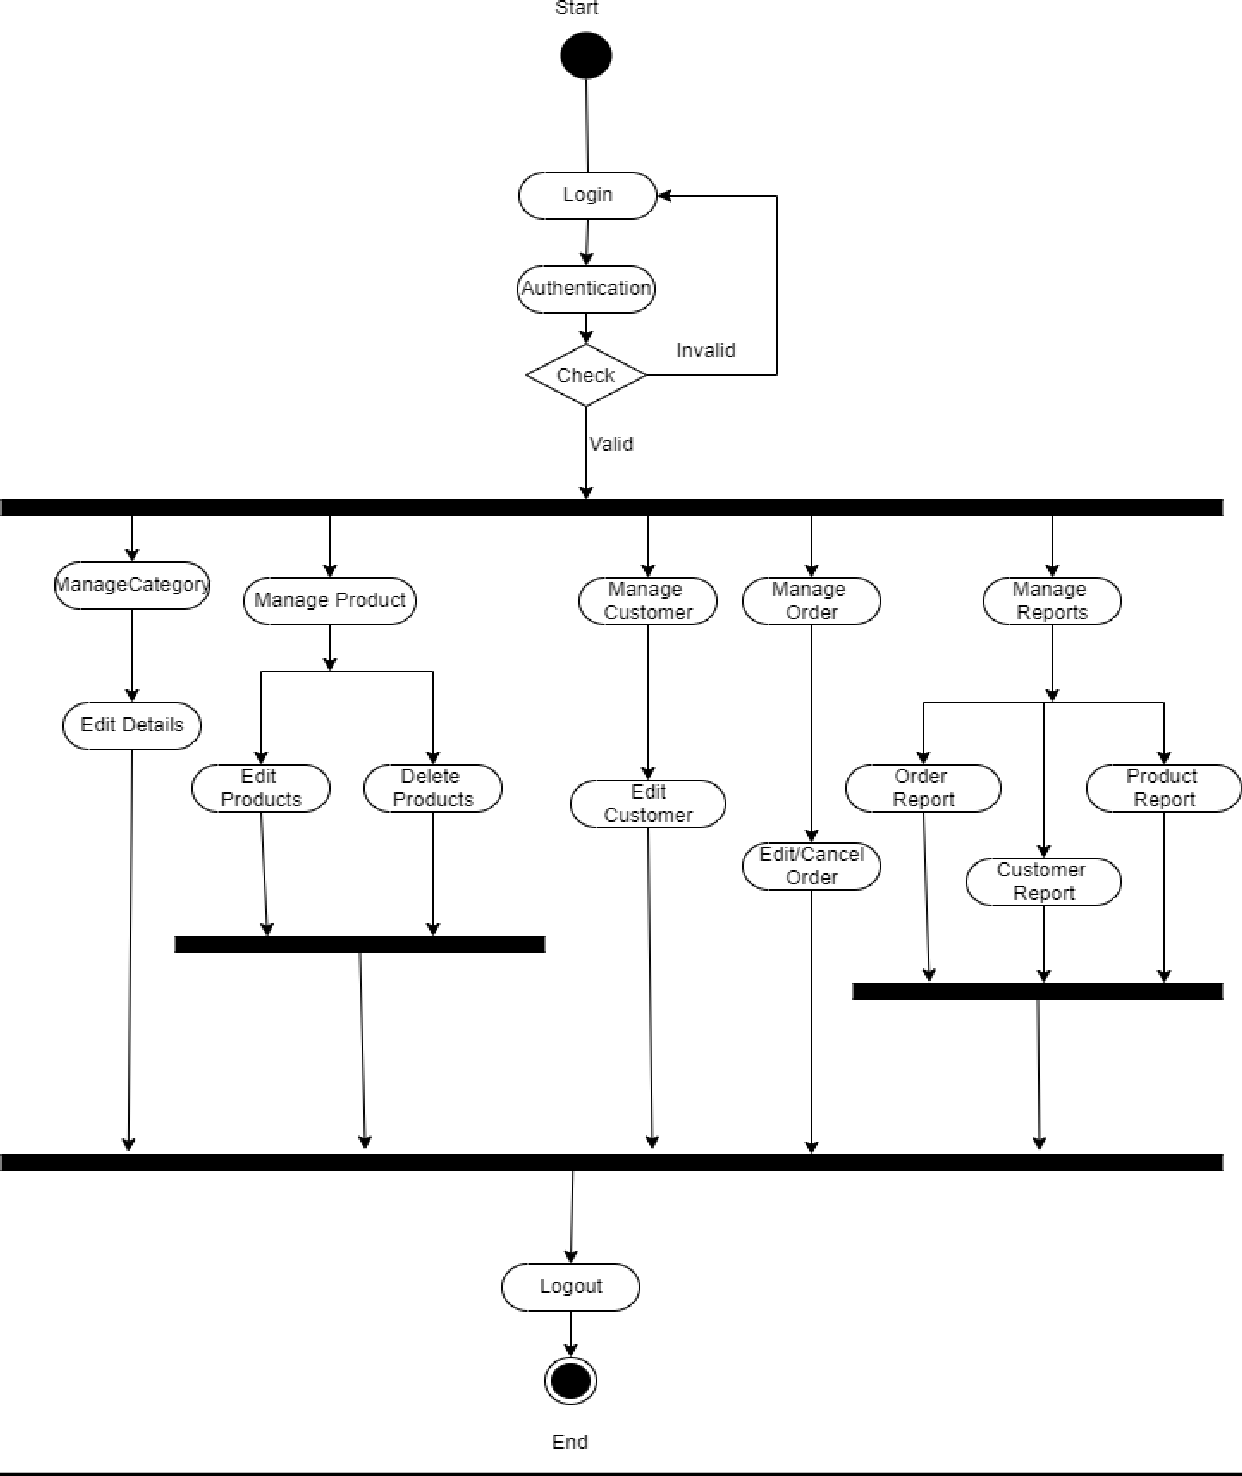 Start
Login
Authentication
Invalid
Check
Valid
ManageCategory
Manage Product
Manage
Customer
Manage
Order
Manage
Reports
Edit Details
Edit
Products
Delete
Products
Edit
Customer
Order
Report
Product
Report
Edit/Cancel
Order
Customer
Report
Logout
End